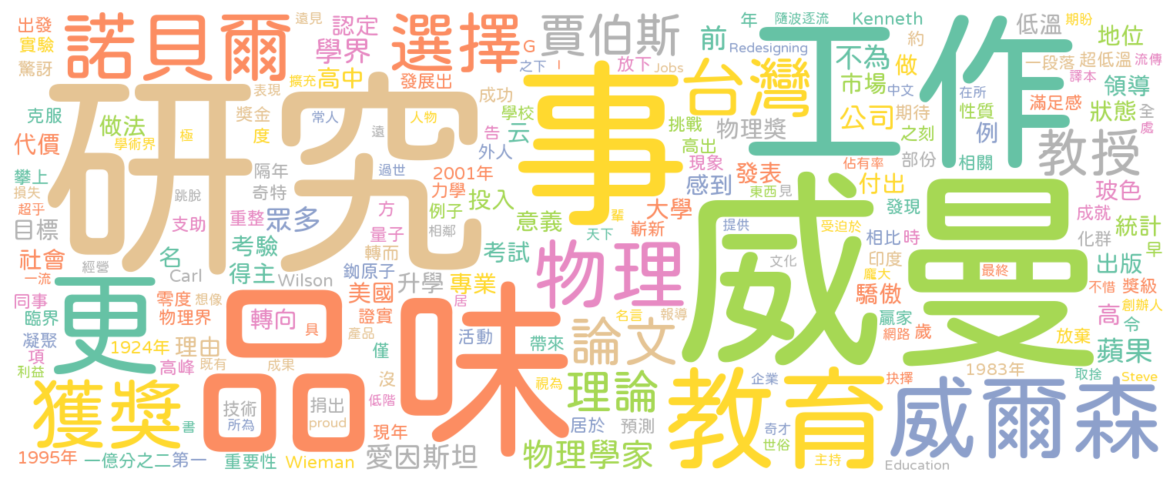 出發
諾貝爾
遠見
認定
選擇
G
賈伯斯
前
年
隨波逐流
Kenneth
低溫
期盼
地位
實驗
學界
之下
I
放下
Jobs
Redesigning
不為
約
一段落
超低溫
流傳
驚訝
擴充
高中
發展出
台灣
市場
做
中文
在所
譯本
領導
研究
表現
成功
事
工作
克服
獎金
學校
挑戰
公司
期待
性質
滿足感
全
做法
度
常人
人物
云
告
高出
物理獎
之刻
例
狀態
處
代價
學術界
極
遠
外人
現象
佔有率
部份
相關
教授
攀上
隔年
過世
2001年
感到
發表
付出
玻色
損失
跳脫
奇特
力學
投入
東西
見
發現
成就
超乎
支助
重整
眾多
方
例子
意義
大學
威曼
統計
目標
名
量子
相鄰
輩
嶄新
提供
受迫於
相比
時
化群
早
社會
考驗
轉而
考試
天下
文化
印度
出版
一流
經營
得主
銣原子
物理
龐大
最終
不惜
獎級
Carl
Wilson
升學
專業
驕傲
創辦人
同事
更
零度
想像
美國
居
歲
高
令
臨界
物理界
轉向
具
證實
名言
報導
贏家
網路
放棄
凝聚
產品
品味
活動
帶來
論文
蘋果
項
1924年
理由
僅
1983年
利益
高峰
既有
成果
沒
視為
理論
教育
企業
抉擇
取捨
Steve
獲獎
技術
捐出
低階
威爾森
所為
proud
居於
預測
奇才
書
現年
世俗
1995年
一億分之二
第一
重要性
Wieman
愛因斯坦
物理學家
主持
Education